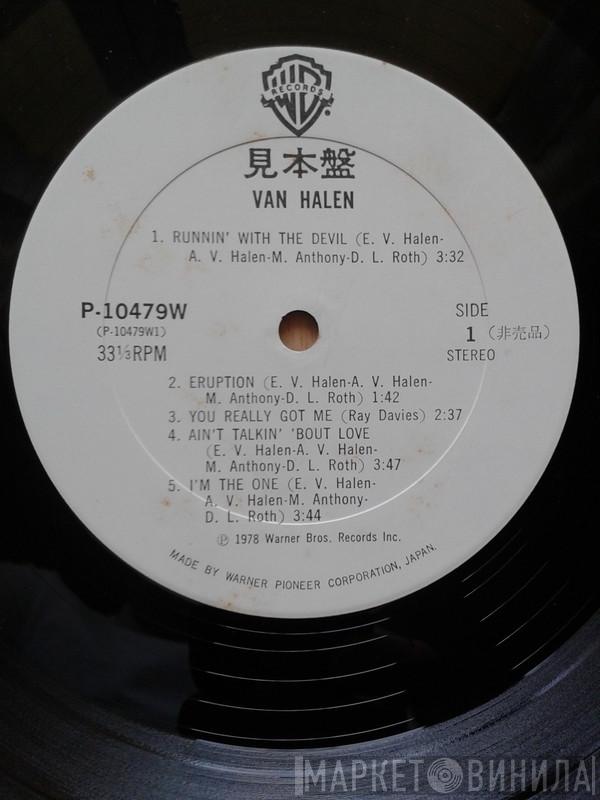 WB
RECORDS
見本盤
VAN HALEN
1. RUNNIN' WITH THE DEVIL (E. V. Halen-
A. V. Halen-M. Anthony-D. L. Roth) 3:32
P-10479W
(P-10479W1)
33⅓RPM
SIDE
1 (非売品)
STEREO
2. ERUPTION (E. V. Halen-A. V. Halen-
M. Anthony-D. L. Roth) 1:42
3. YOU REALLY GOT ME (Ray Davies) 2:37
4. AIN'T TALKIN' 'BOUT LOVE
(E. V. Halen-A. V. Halen-
M. Anthony-D. L. Roth) 3:47
5. I'M THE ONE (E. V. Halen-
A. V. Halen-M. Anthony-
D. L. Roth) 3:44
℗ 1978 Warner Bros. Records Inc.
MADE BY WARNER PIONEER CORPORATION, JAPAN.
МАРКЕТ ВИНИЛА